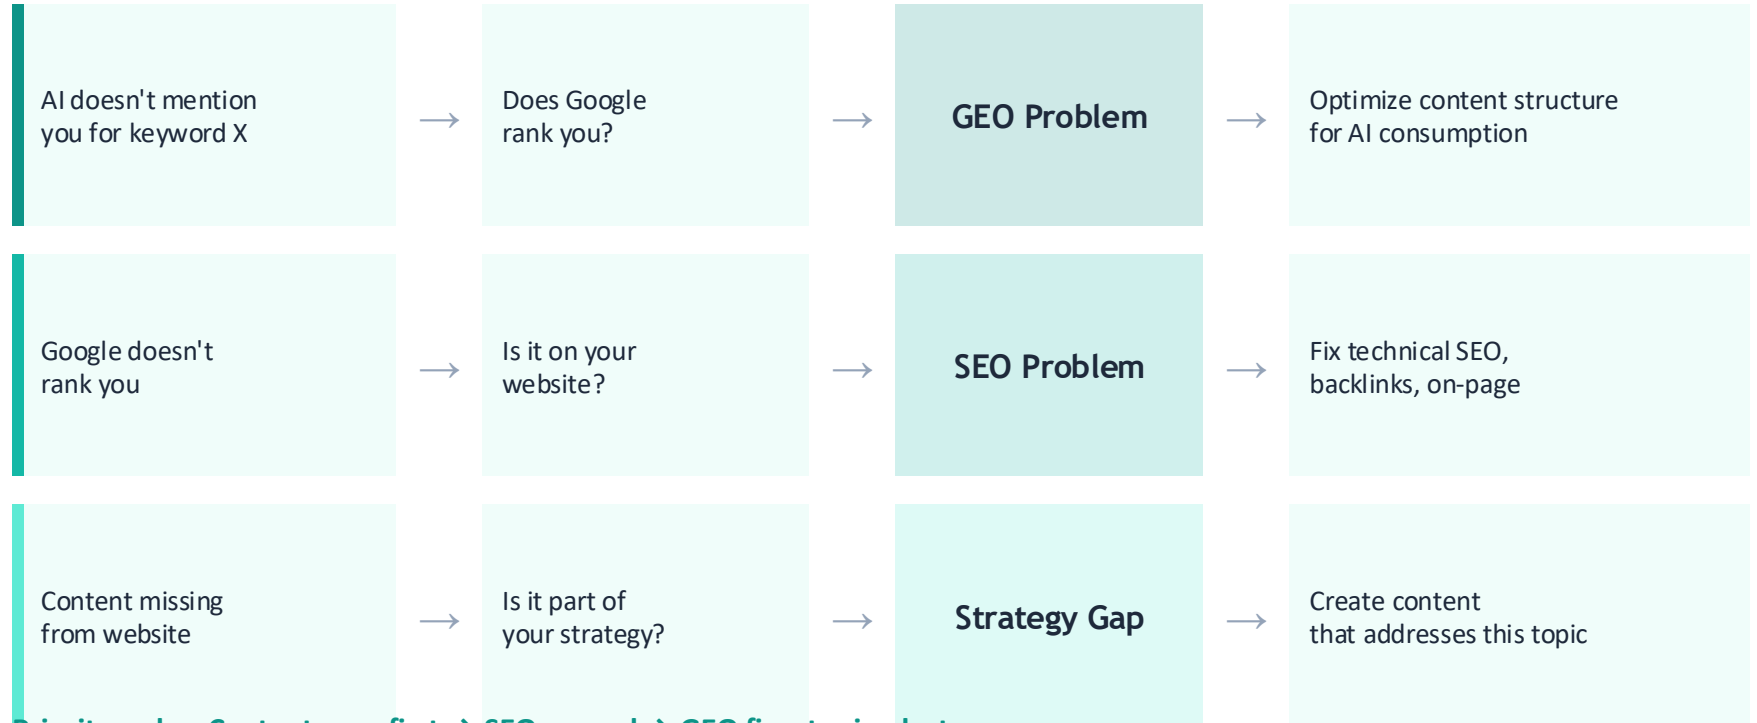 AI doesn't mention
you for keyword X
→
Does Google
rank you?
→
GEO Problem
→
Optimize content structure
for AI consumption
Google doesn't
rank you
→
Is it on your
website?
→
SEO Problem
→
Fix technical SEO,
backlinks, on-page
Content missing
from website
→
Is it part of
your strategy?
→
Strategy Gap
→
Create content
that addresses this topic